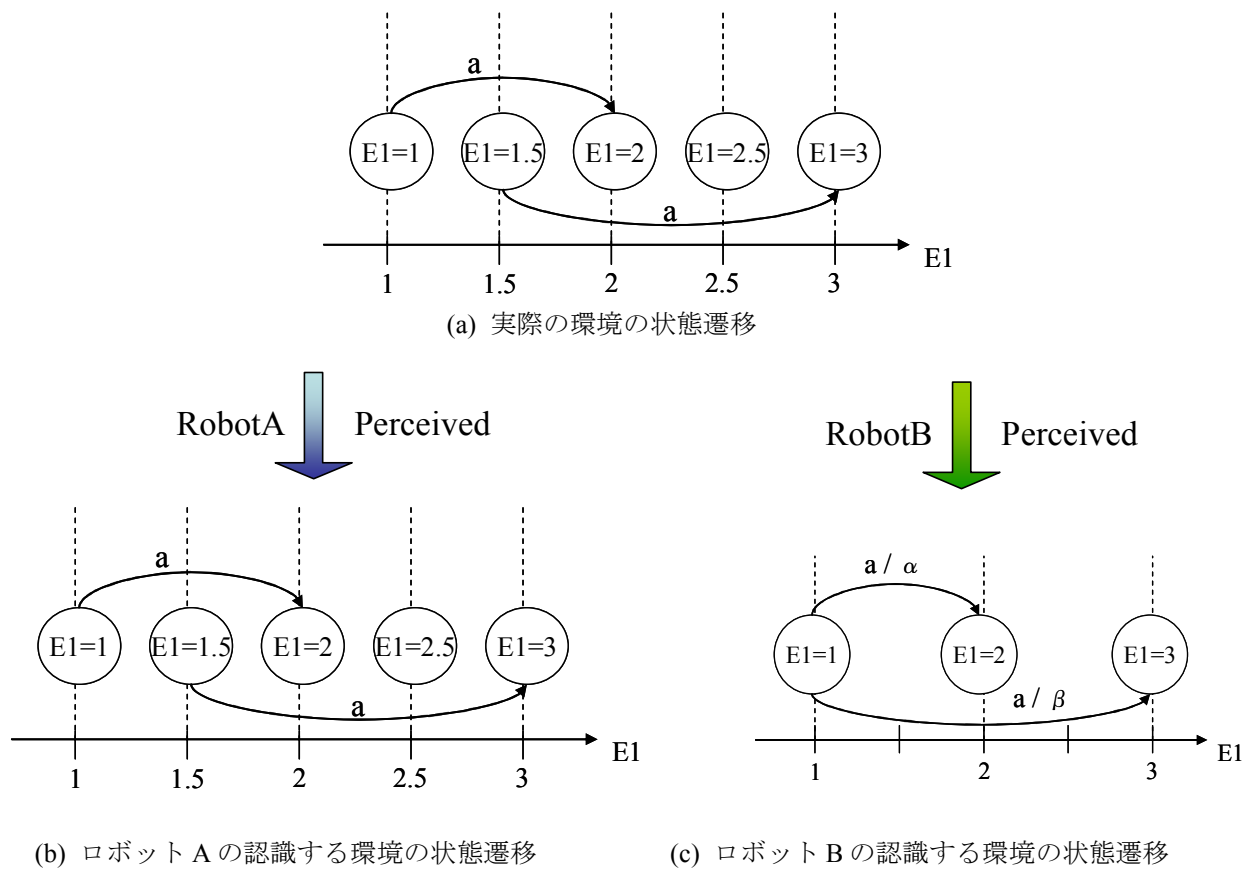 a
E1=1 E1=1.5 E1=2 E1=2.5 E1=3
a
E1
1 1.5 2 2.5 3
(a) 実際の環境の状態遷移
RobotA Perceived
RobotB Perceived
a
E1=1 E1=1.5 E1=2 E1=2.5 E1=3
a
E1
1 1.5 2 2.5 3
(b) ロボット A の認識する環境の状態遷移
a / α
E1=1 E1=2 E1=3
a / β
E1
1 2 3
(c) ロボット B の認識する環境の状態遷移